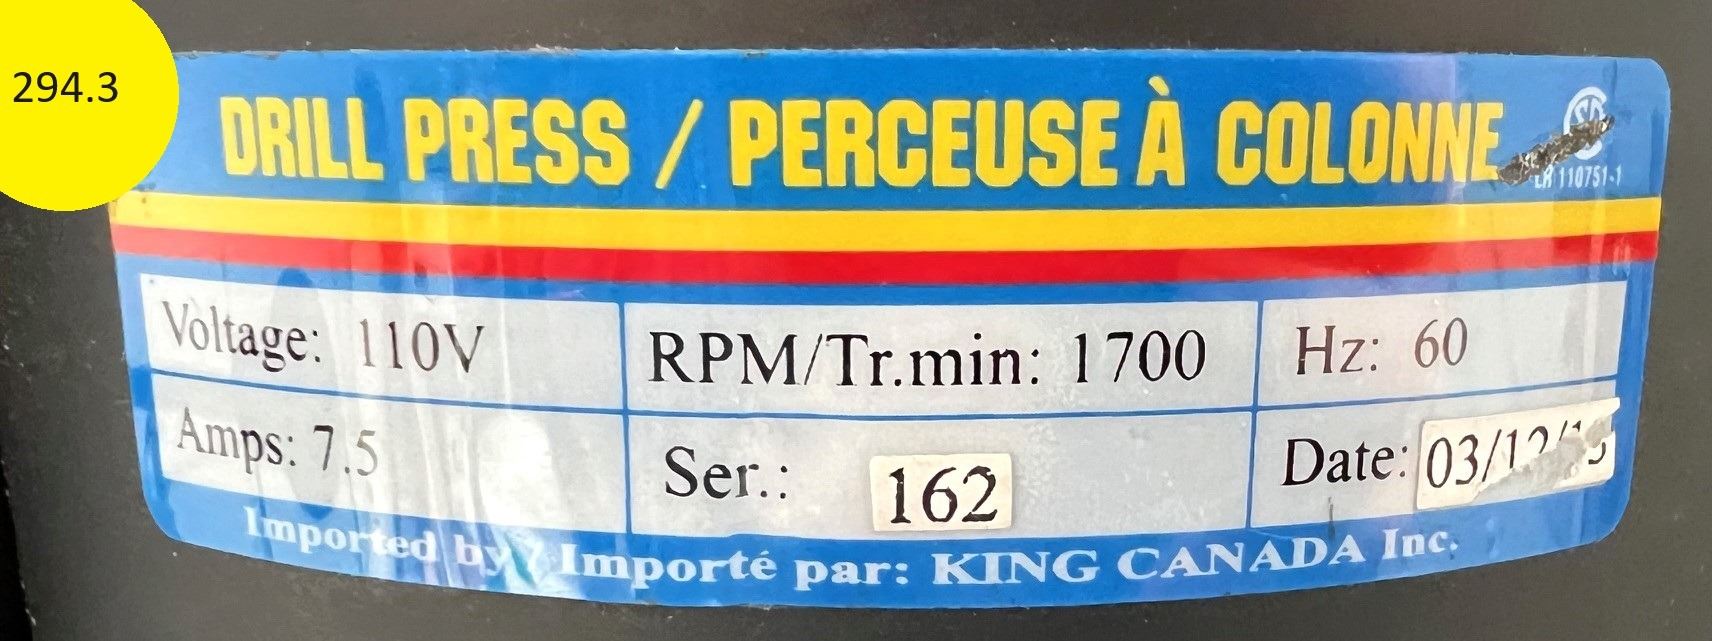 294.3
DRILL PRESS / PERCEUSE À COLONNE
LR 110751-1
Voltage: 110V RPM/Tr.min: 1700 Hz: 60
Amps: 7.5 Ser.: 162 Date:
Imported by / Importé par: KING CANADA Inc.